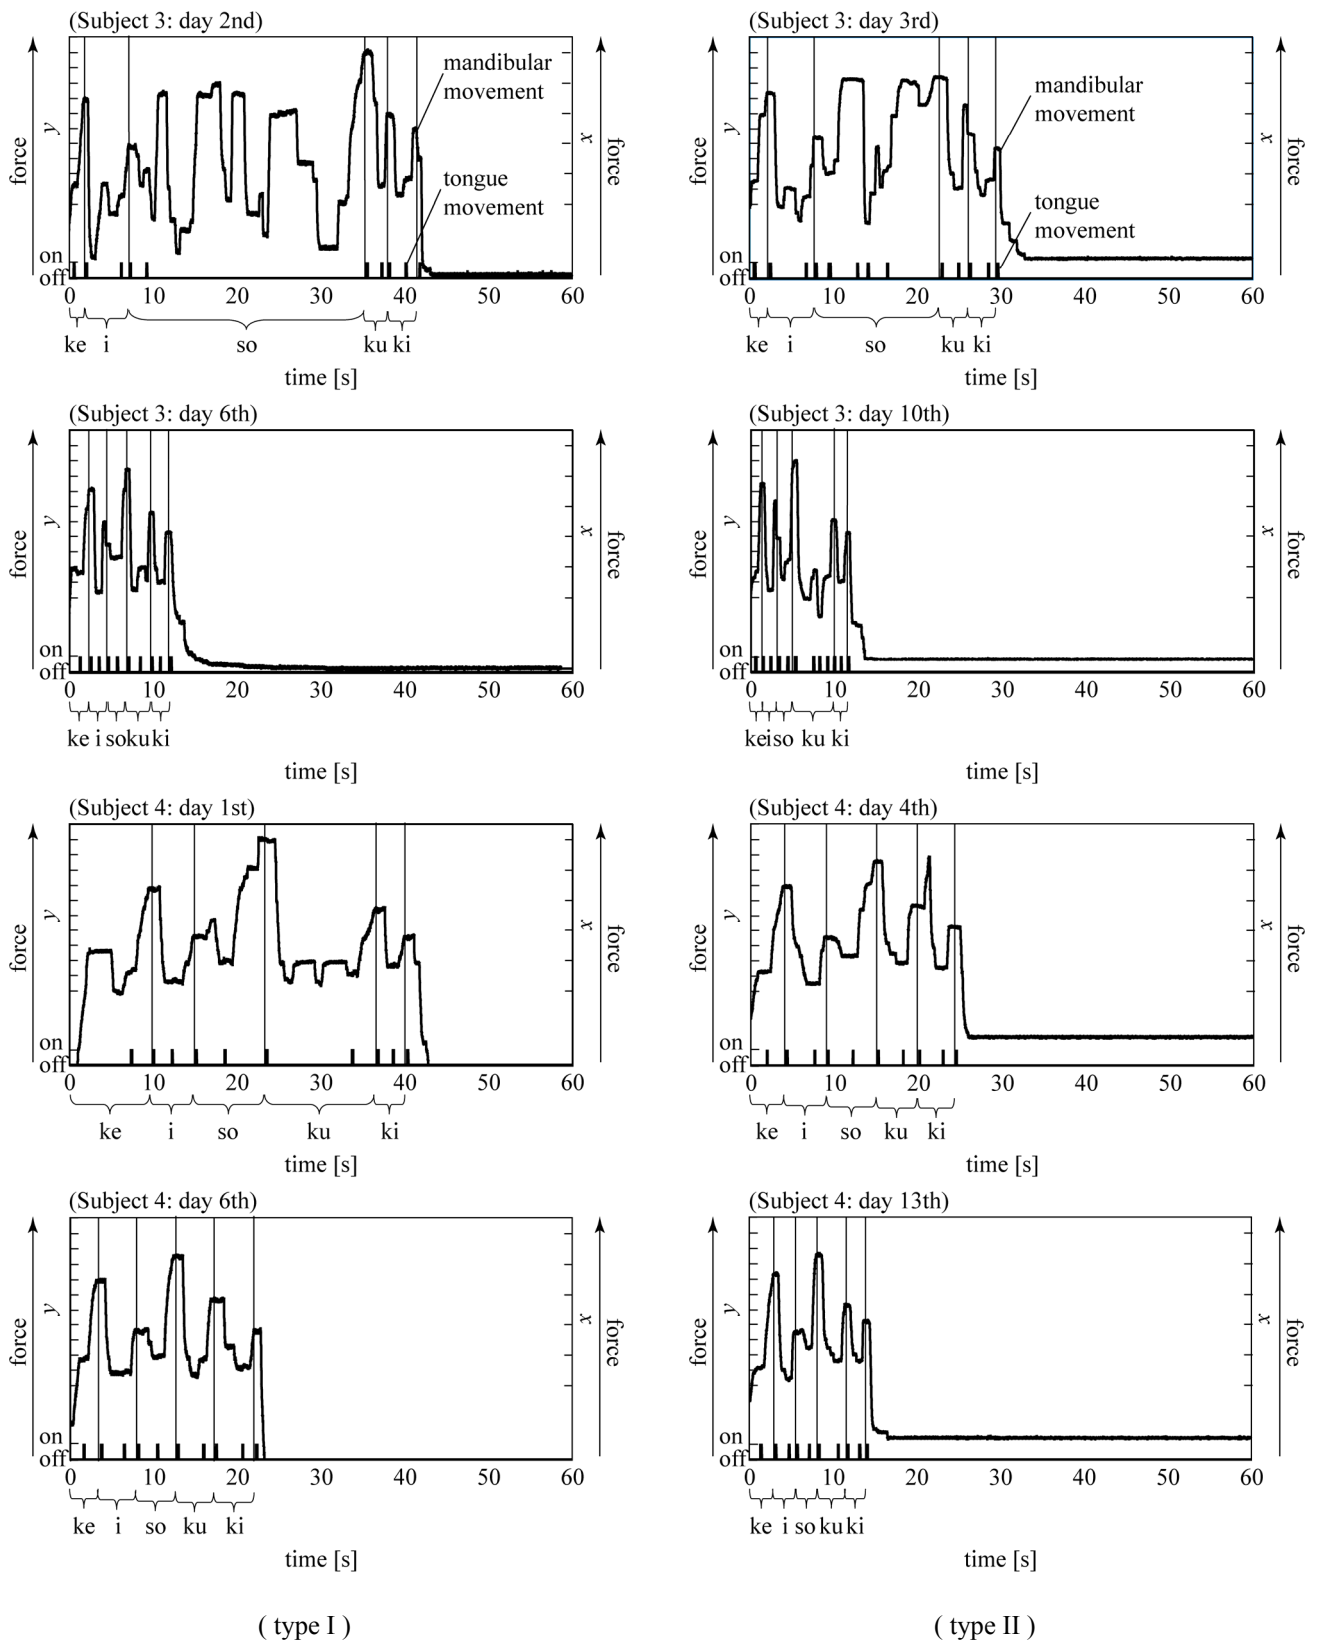 (Subject 3: day 2nd)
force
y
on
off
mandibular
movement
tongue
movement
x
force
0 10 20 30 40 50 60
ke i so ku ki
time [s]
(Subject 3: day 3rd)
force
y
on
off
mandibular
movement
tongue
movement
x
force
0 10 20 30 40 50 60
ke i so ku ki
time [s]
(Subject 3: day 6th)
force
y
on
off
x
force
0 10 20 30 40 50 60
ke i so ku ki
time [s]
(Subject 3: day 10th)
force
y
on
off
x
force
0 10 20 30 40 50 60
ke i so ku ki
time [s]
(Subject 4: day 1st)
force
y
on
off
x
force
0 10 20 30 40 50 60
ke i so ku ki
time [s]
(Subject 4: day 4th)
force
y
on
off
x
force
0 10 20 30 40 50 60
ke i so ku ki
time [s]
(Subject 4: day 6th)
force
y
on
off
x
force
0 10 20 30 40 50 60
ke i so ku ki
time [s]
(Subject 4: day 13th)
force
y
on
off
x
force
0 10 20 30 40 50 60
ke i so ku ki
time [s]
( type I )
( type II )